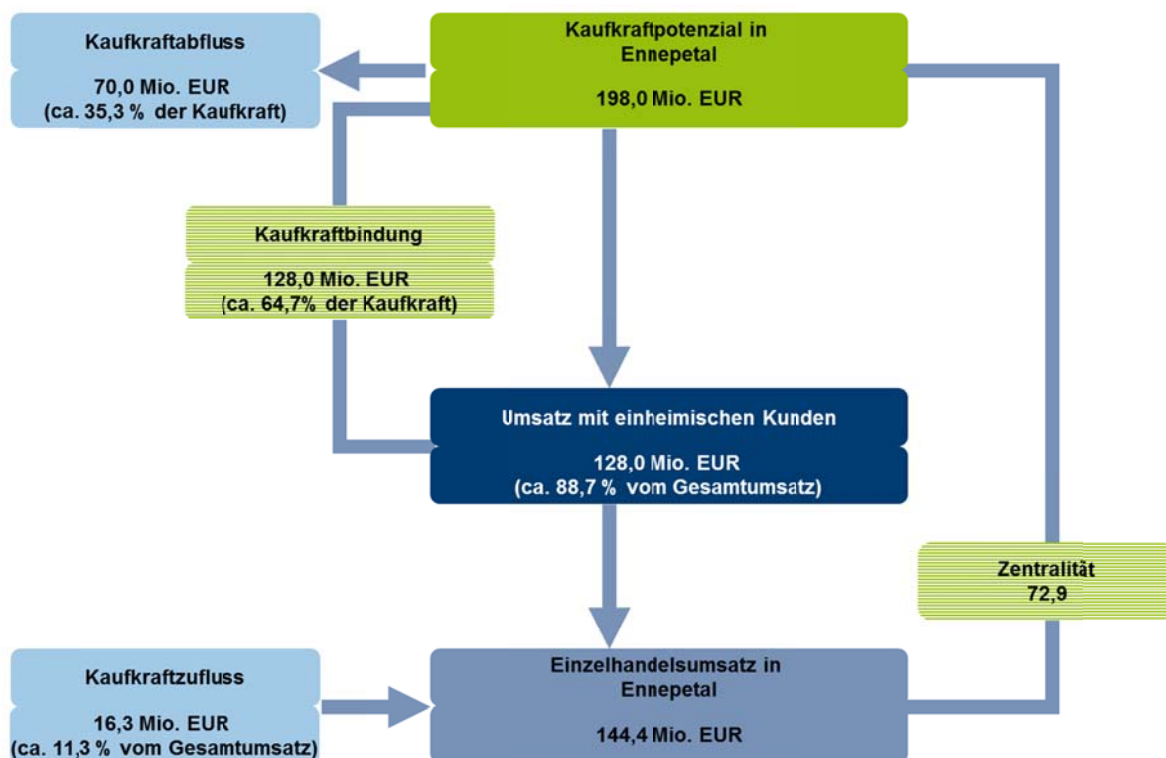 Kaufkraftabfluss
70,0 Mio. EUR
(ca. 35,3 % der Kaufkraft)
Kaufkraftpotenzial in
Ennepetal
198,0 Mio. EUR
Kaufkraftbindung
128,0 Mio. EUR
(ca. 64,7% der Kaufkraft)
Umsatz mit einheimischen Kunden
128,0 Mio. EUR
(ca. 88,7 % vom Gesamtumsatz)
Zentralität
72,9
Kaufkraftzufluss
16,3 Mio. EUR
(ca. 11,3 % vom Gesamtumsatz)
Einzelhandelsumsatz in
Ennepetal
144,4 Mio. EUR